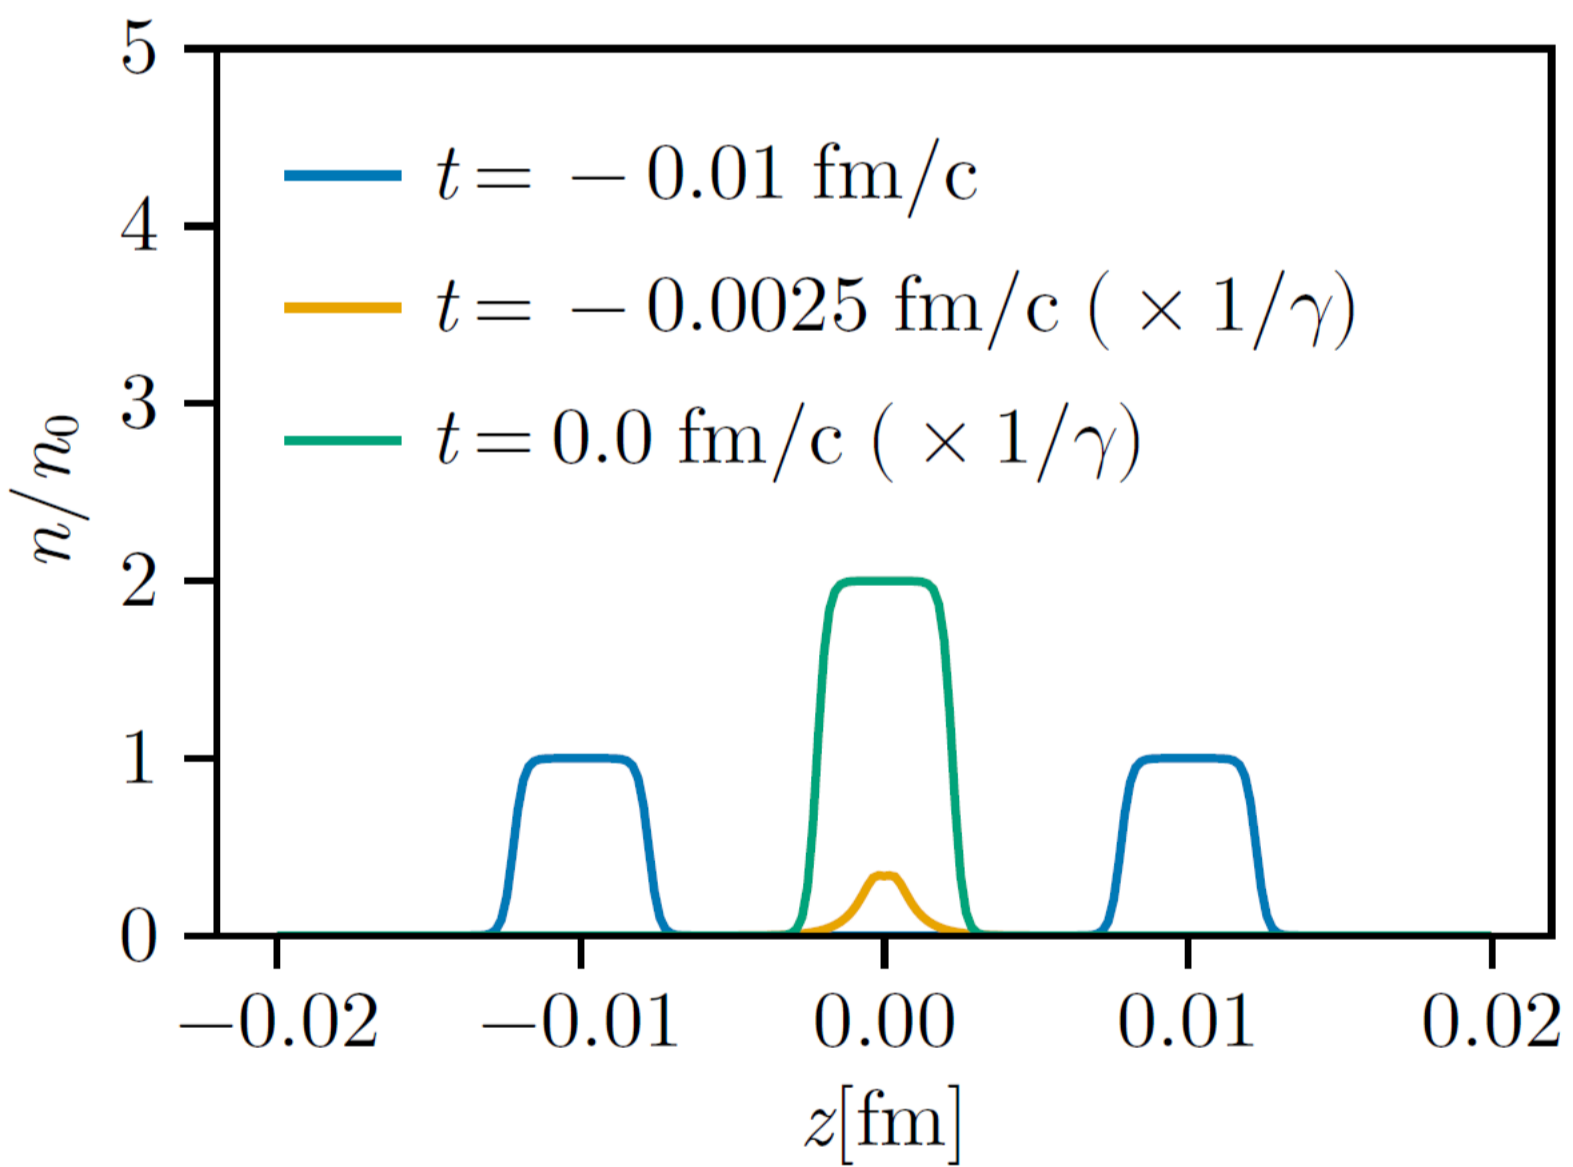 5
4
3
2
1
0
n/n₀
t = −0.01 fm/c
t = −0.0025 fm/c ( × 1/γ)
t = 0.0 fm/c ( × 1/γ)
−0.02 −0.01 0.00 0.01 0.02
z[fm]